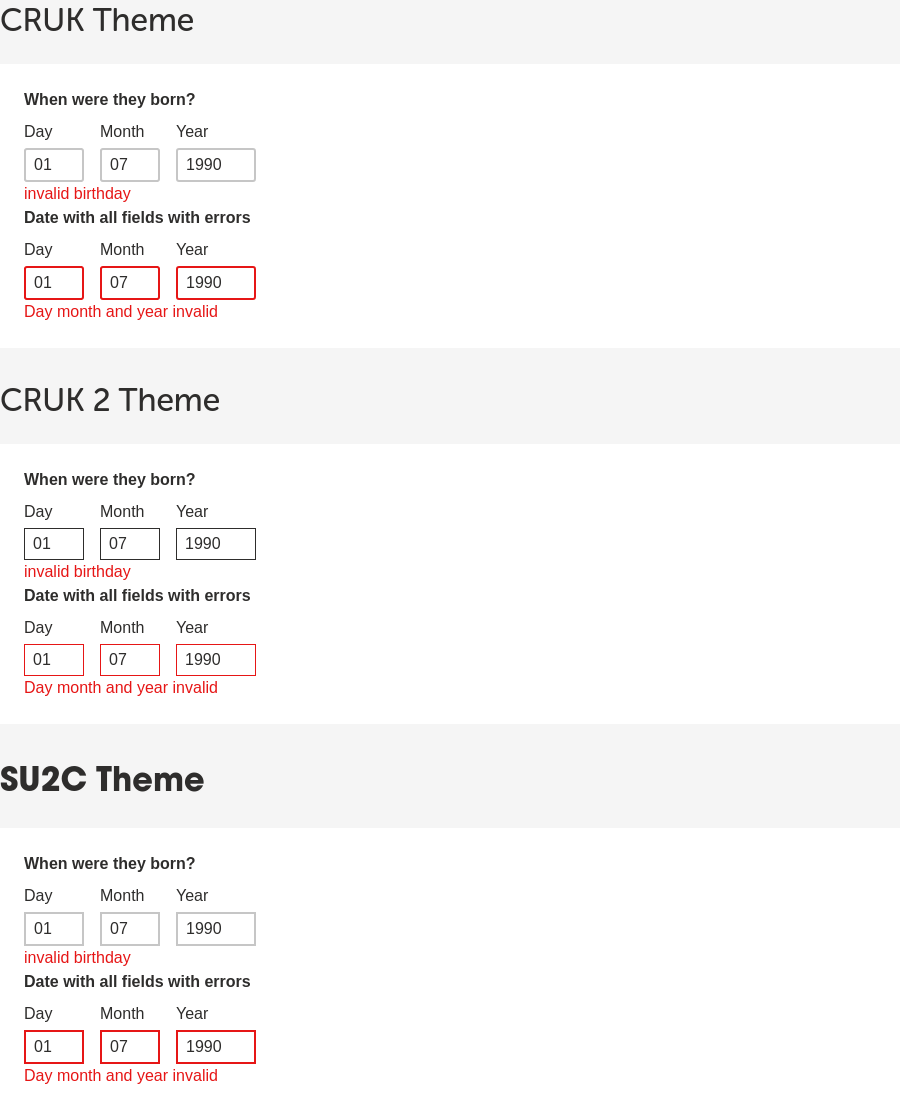 CRUK Theme
When were they born?
Day Month Year
01 07 1990
invalid birthday
Date with all fields with errors
Day Month Year
01 07 1990
Day month and year invalid
CRUK 2 Theme
When were they born?
Day Month Year
01 07 1990
invalid birthday
Date with all fields with errors
Day Month Year
01 07 1990
Day month and year invalid
SU2C Theme
When were they born?
Day Month Year
01 07 1990
invalid birthday
Date with all fields with errors
Day Month Year
01 07 1990
Day month and year invalid